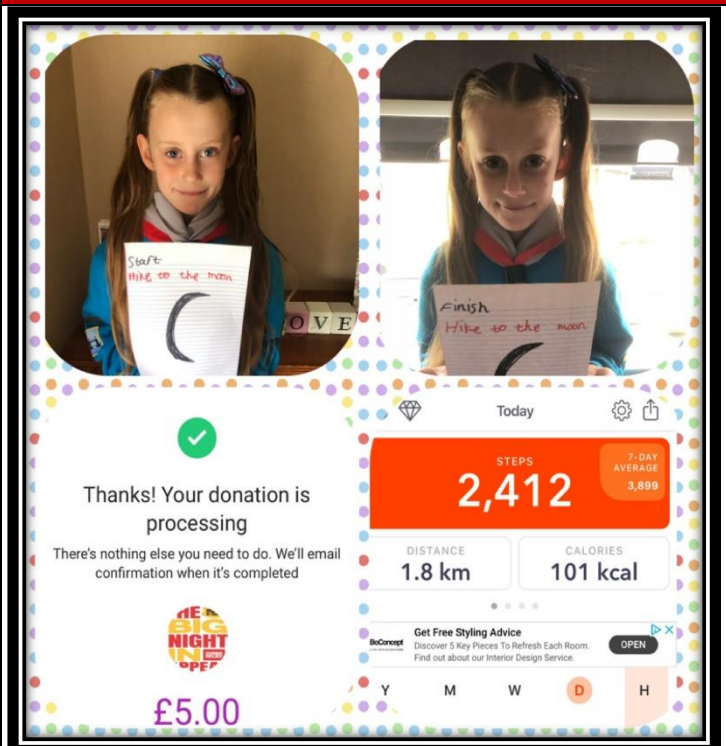 Start
Hike to the moon
OVE
Finish
Hike to the moon
Thanks! Your donation is
processing
There's nothing else you need to do. We'll email
confirmation when it's completed
THE
BIG
NIGHT
IN
£5.00
Today
STEPS
2,412
7-DAY
AVERAGE
3,899
DISTANCE
1.8 km
CALORIES
101 kcal
BoConcept
Get Free Styling Advice
Discover 5 Key Pieces To Refresh Each Room.
Find out about our Interior Design Service.
OPEN
Y M W D H